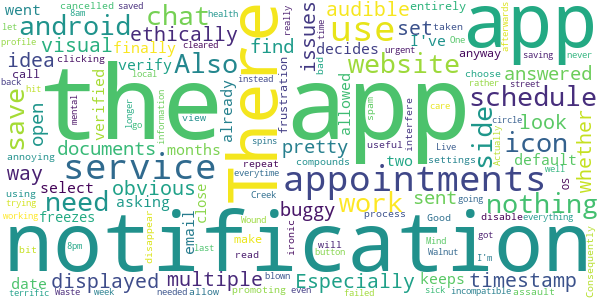 went cancelled saved health
8am android chat ethically audible use app
profile really
let finally visual set issues time bad urgent afterwards
clicking cleared One never
idea verify find decides I've website answered
call verified information local the app There
back frustration anyway entirely saving choose street
hit mental open save documents already view go longer
allowed spam rather schedule
care interfere look
annoying way service months pretty two circle Live side icon
select obvious instead spins useful settings default whether
using asking repeat everytime compounds appointments
trying need email close sent nothing
working freezes disappear Wound Creek buggy work disable os well everything
process Good going
bit 8pm last make ironic button will Mind got
notification
read blown Walnut I'm
date displayed multiple Especially keeps timestamp
terrific Waste week needed allow promoting even failed sick incompatible assault
Actually Consequently